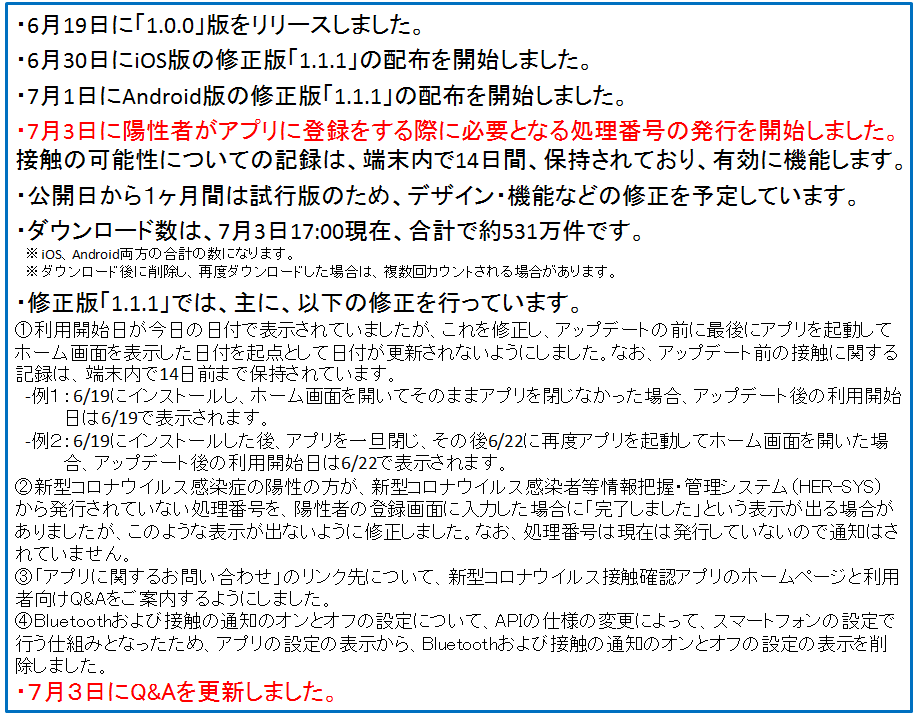 ・6月19日に「1.0.0」版をリリースしました。
・6月30日にiOS版の修正版「1.1.1」の配布を開始しました。
・7月1日にAndroid版の修正版「1.1.1」の配布を開始しました。
・7月3日に陽性者がアプリに登録をする際に必要となる処理番号の発行を開始しました。
接触の可能性についての記録は、端末内で14日間、保持されており、有効に機能します。
・公開日から１ヶ月間は試行版のため、デザイン・機能などの修正を予定しています。
・ダウンロード数は、7月3日17:00現在、合計で約531万件です。
※iOS、Android両方の合計の数になります。
※ダウンロード後に削除し、再度ダウンロードした場合は、複数回カウントされる場合があります。
・修正版「1.1.1」では、主に、以下の修正を行っています。
①利用開始日が今日の日付で表示されていましたが、これを修正し、アップデートの前に最後にアプリを起動して
ホーム画面を表示した日付を起点として日付が更新されないようにしました。なお、アップデート前の接触に関する
記録は、端末内で14日前まで保持されています。
-例１：6/19にインストールし、ホーム画面を開いてそのままアプリを閉じなかった場合、アップデート後の利用開始
日は6/19で表示されます。
-例２：6/19にインストールした後、アプリを一旦閉じ、その後6/22に再度アプリを起動してホーム画面を開いた場
合、アップデート後の利用開始日は6/22で表示されます。
②新型コロナウイルス感染症の陽性の方が、新型コロナウイルス感染者等情報把握・管理システム（HER-SYS）
から発行されていない処理番号を、陽性者の登録画面に入力した場合に「完了しました」という表示が出る場合が
ありましたが、このような表示が出ないように修正しました。なお、処理番号は現在は発行していないので通知はさ
れていません。
③「アプリに関するお問い合わせ」のリンク先について、新型コロナウイルス接触確認アプリのホームページと利用
者向けQ&Aをご案内するようにしました。
④Bluetoothおよび接触の通知のオンとオフの設定について、APIの仕様の変更によって、スマートフォンの設定で
行う仕組みとなったため、アプリの設定の表示から、Bluetoothおよび接触の通知のオンとオフの設定の表示を削
除しました。
・７月３日にQ&Aを更新しました。